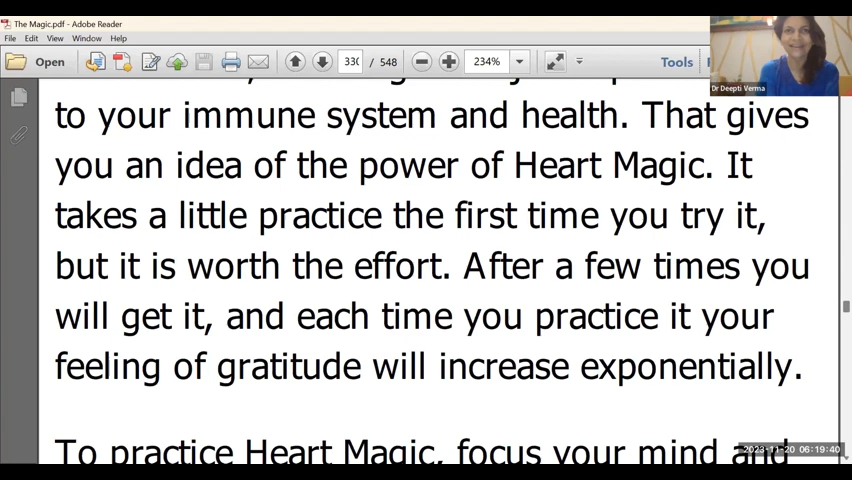 The Magic.pdf - Adobe Reader
File Edit View Window Help
Open 330 / 548 234% Tools
Dr Deepti Verma
to your immune system and health. That gives
you an idea of the power of Heart Magic. It
takes a little practice the first time you try it,
but it is worth the effort. After a few times you
will get it, and each time you practice it your
feeling of gratitude will increase exponentially.
To practice Heart Magic, focus your mind and
2023-11-20 06:19:40